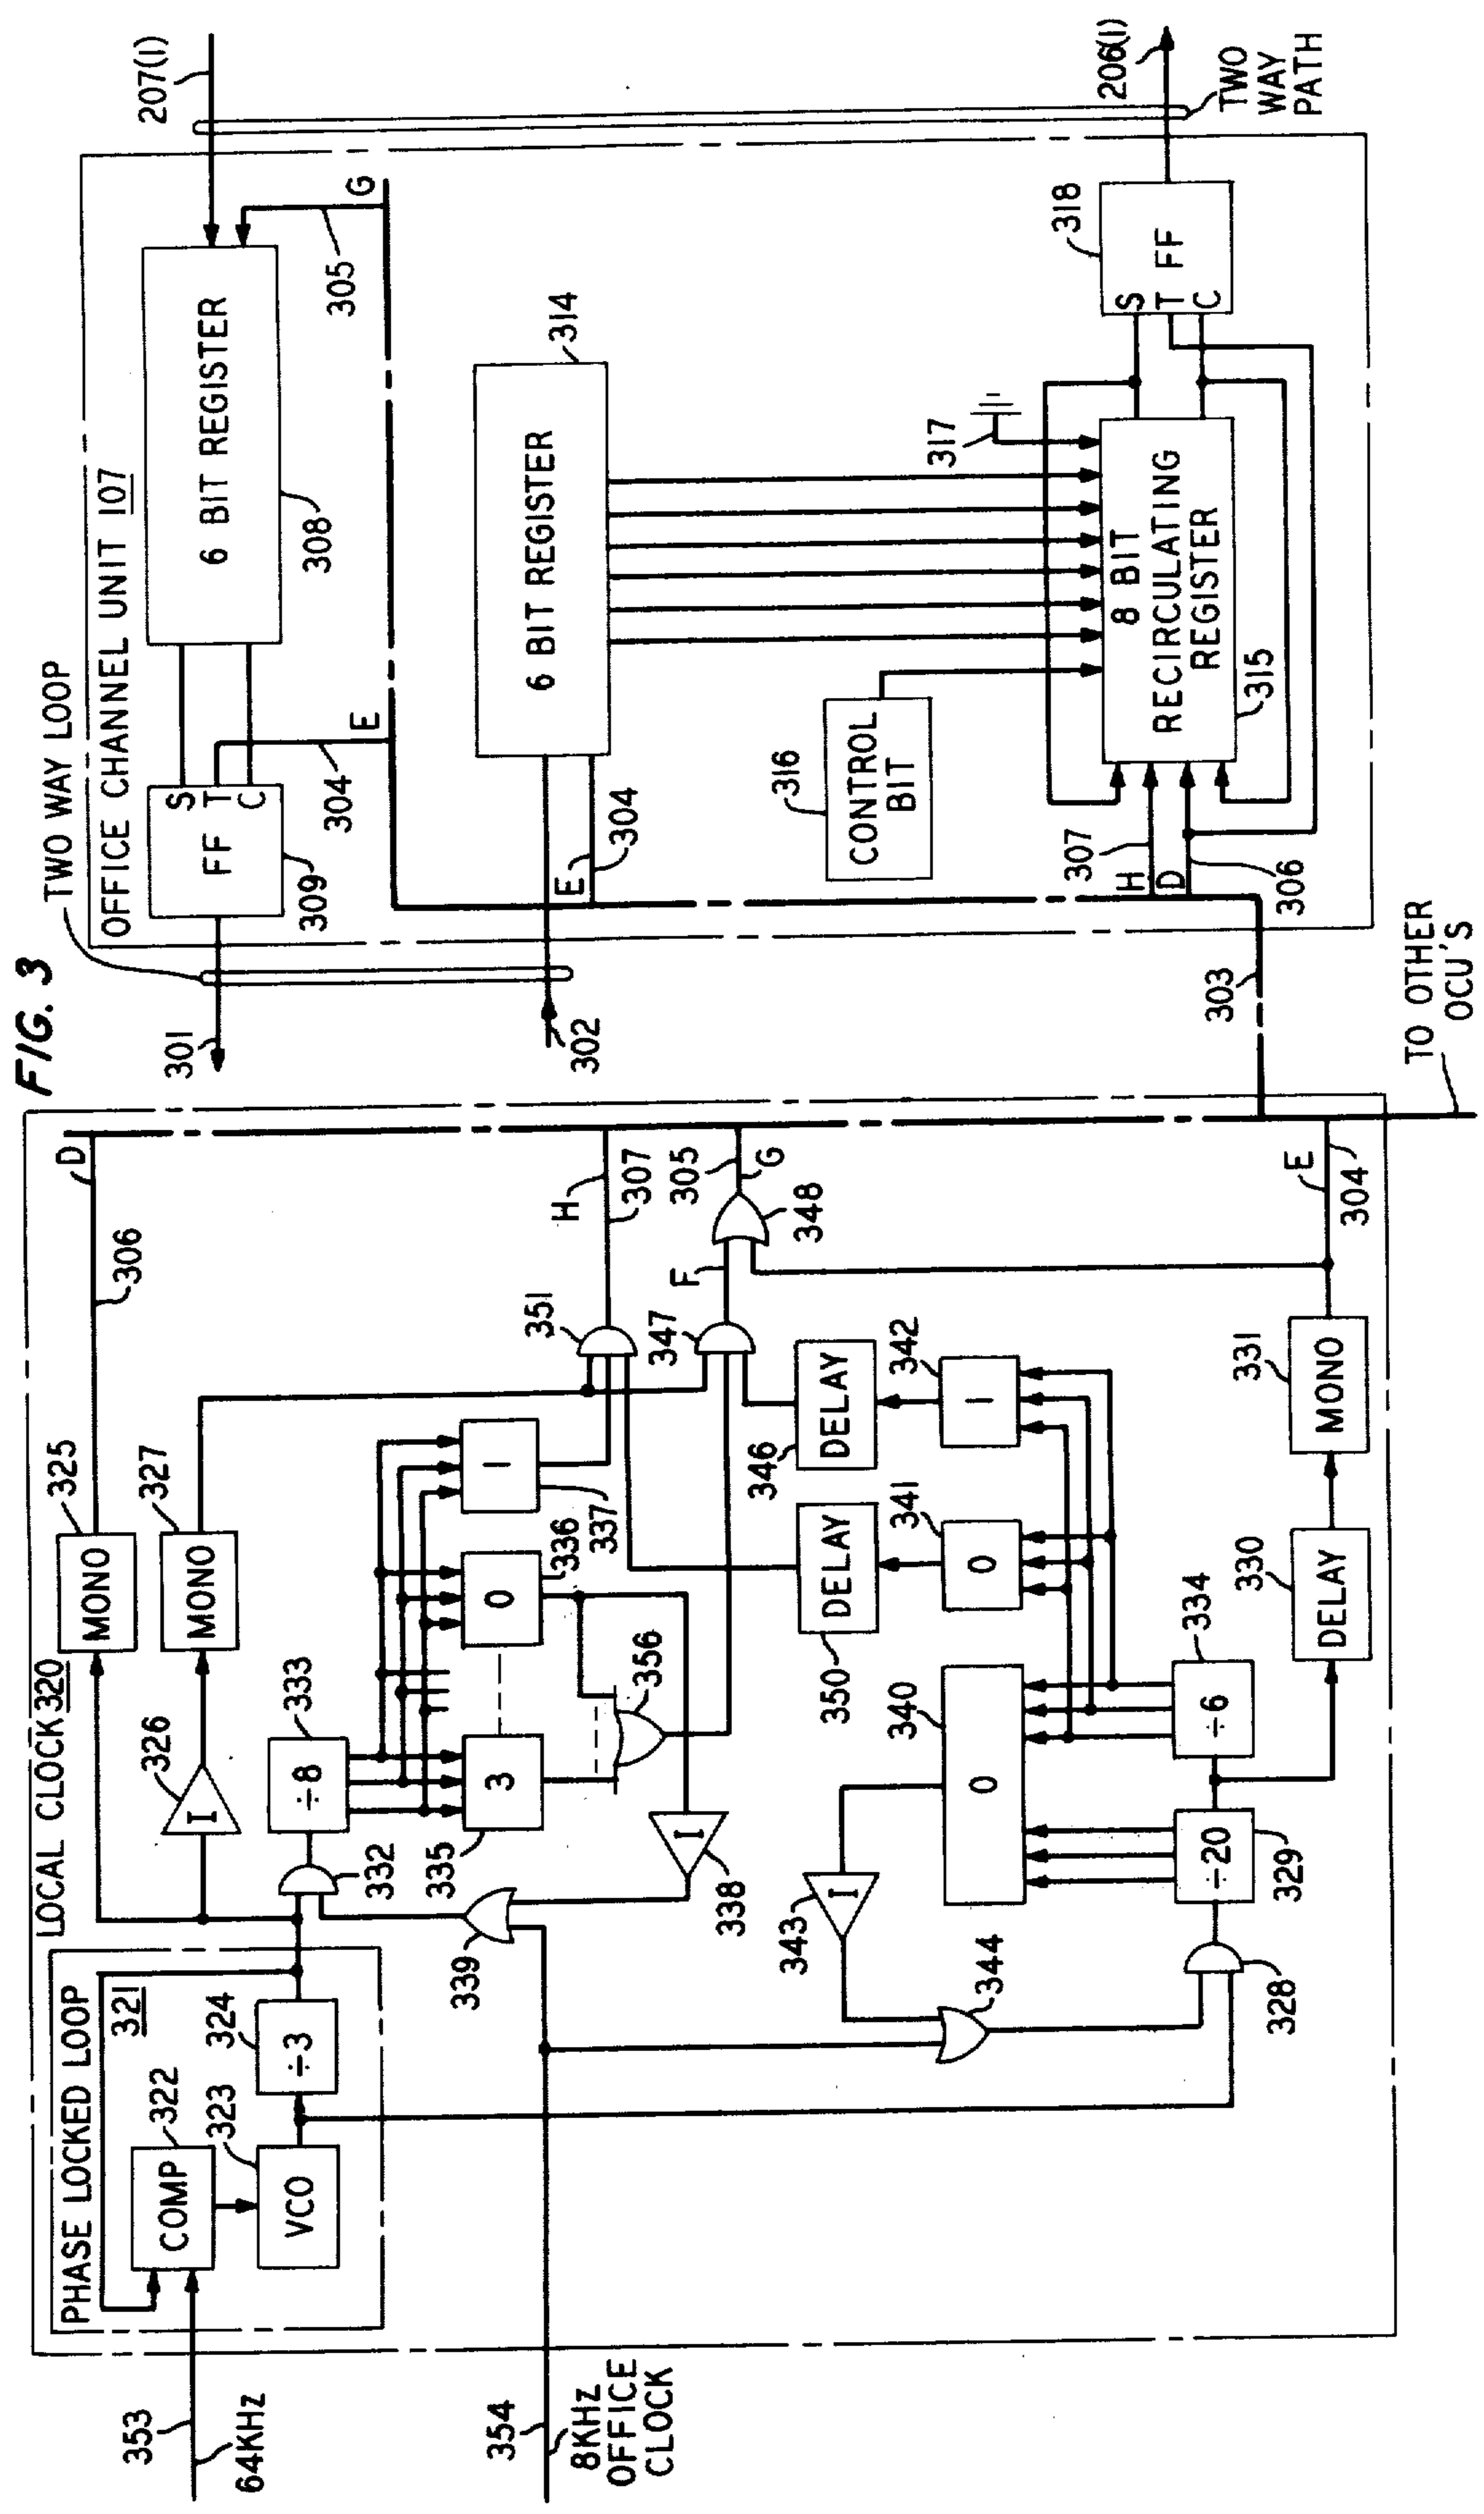 FIG. 3
LOCAL CLOCK 320
PHASE LOCKED LOOP
321
353
64KHZ
COMP
322
VCO
323
324
÷3
354
8KHZ
OFFICE
CLOCK
326
I
MONO
325
MONO
327
306
D
÷8
333
332
335
3
0
336
1
337
356
I
338
339
351
H
307
347
F
348
305
G
343
I
344
340
0
350
DELAY
341
0
346
DELAY
342
1
328
÷20
329
÷6
334
330
DELAY
331
MONO
E
304
TO OTHER
OCU'S
303
TWO WAY LOOP
OFFICE CHANNEL UNIT 107
301
302
FF
S
T
C
309
304
E
6 BIT REGISTER
308
305
G
207(1)
E
304
6 BIT REGISTER
314
316
CONTROL
BIT
317
307
H
D
306
8 BIT
RECIRCULATING
REGISTER
315
S
T
C
FF
318
206(1)
TWO
WAY
PATH